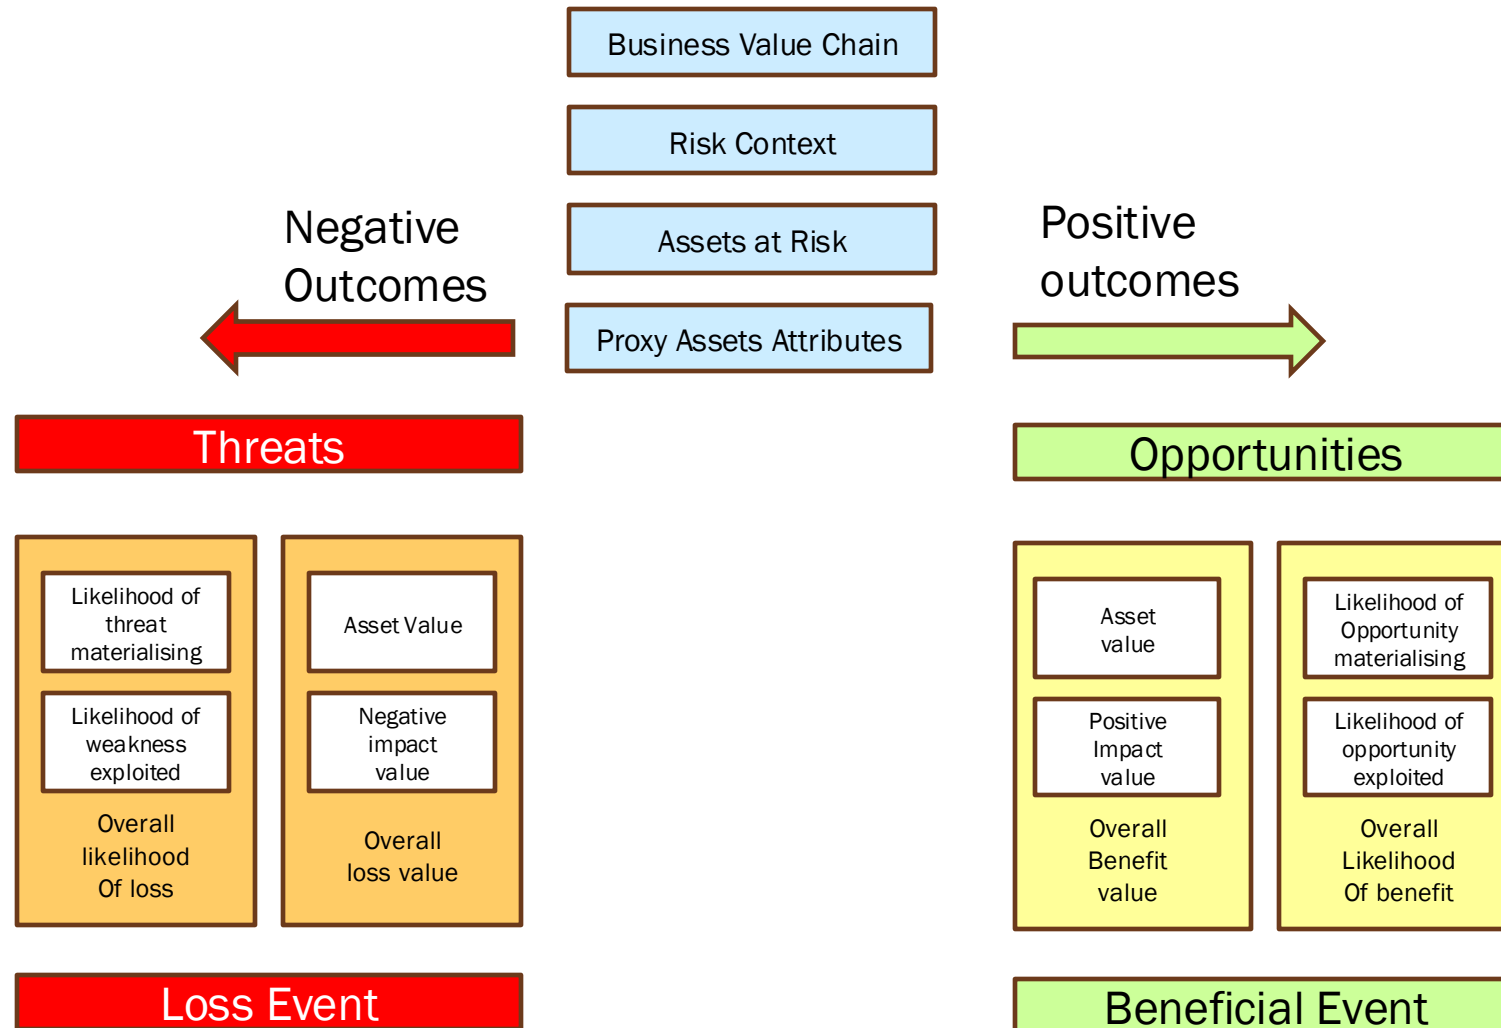 Business Value Chain
Risk Context
Assets at Risk
Proxy Assets Attributes
Negative
Outcomes
Positive
outcomes
Threats
Likelihood of
threat
materialising
Likelihood of
weakness
exploited
Overall
likelihood
Of loss
Asset Value
Negative
impact
value
Overall
loss value
Loss Event
Opportunities
Asset
value
Positive
Impact
value
Overall
Benefit
value
Likelihood of
Opportunity
materialising
Likelihood of
opportunity
exploited
Overall
Likelihood
Of benefit
Beneficial Event